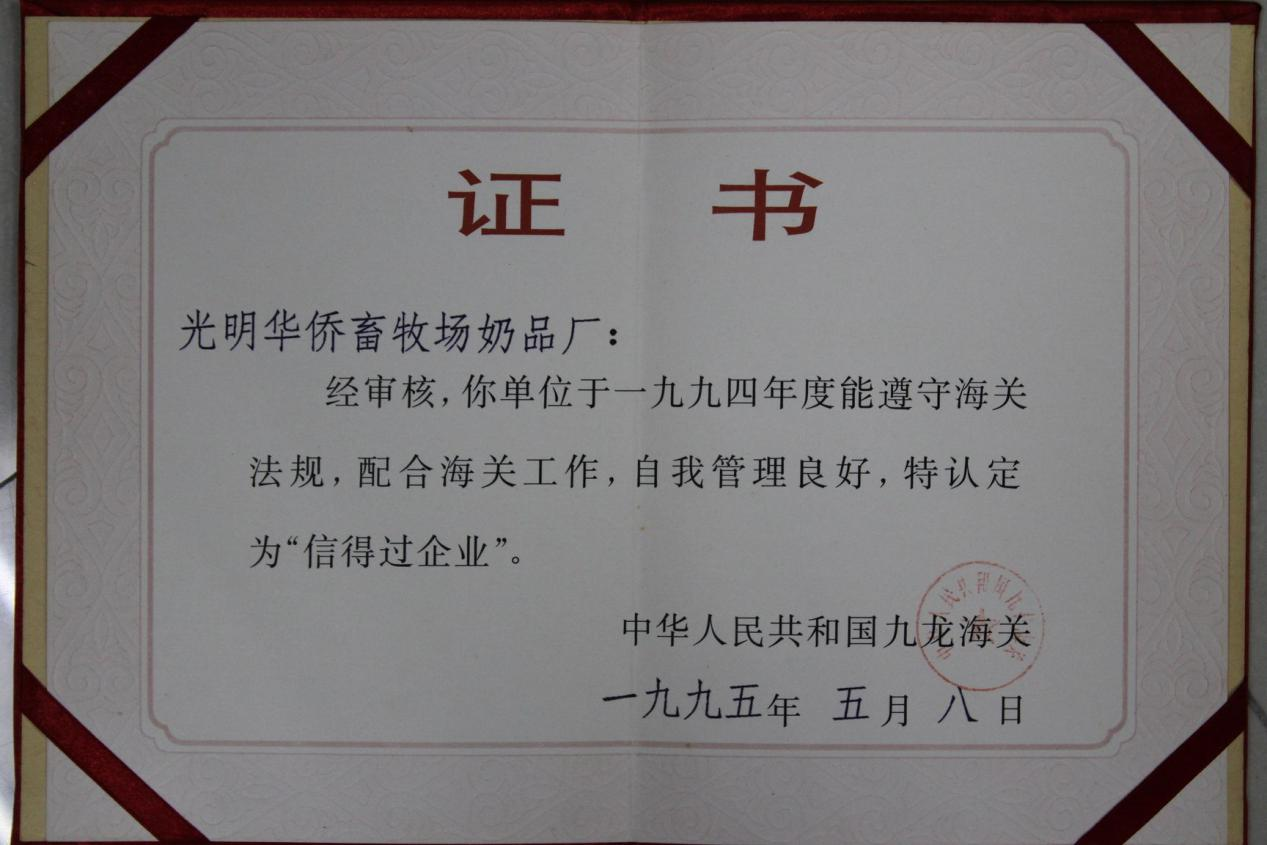 证 书
光明华侨畜牧场奶品厂：
经审核，你单位于一九九四年度能遵守海关
法规，配合海关工作，自我管理良好，特认定
为“信得过企业”。
中华人民共和国九龙海关
一九九五年 五月 八日